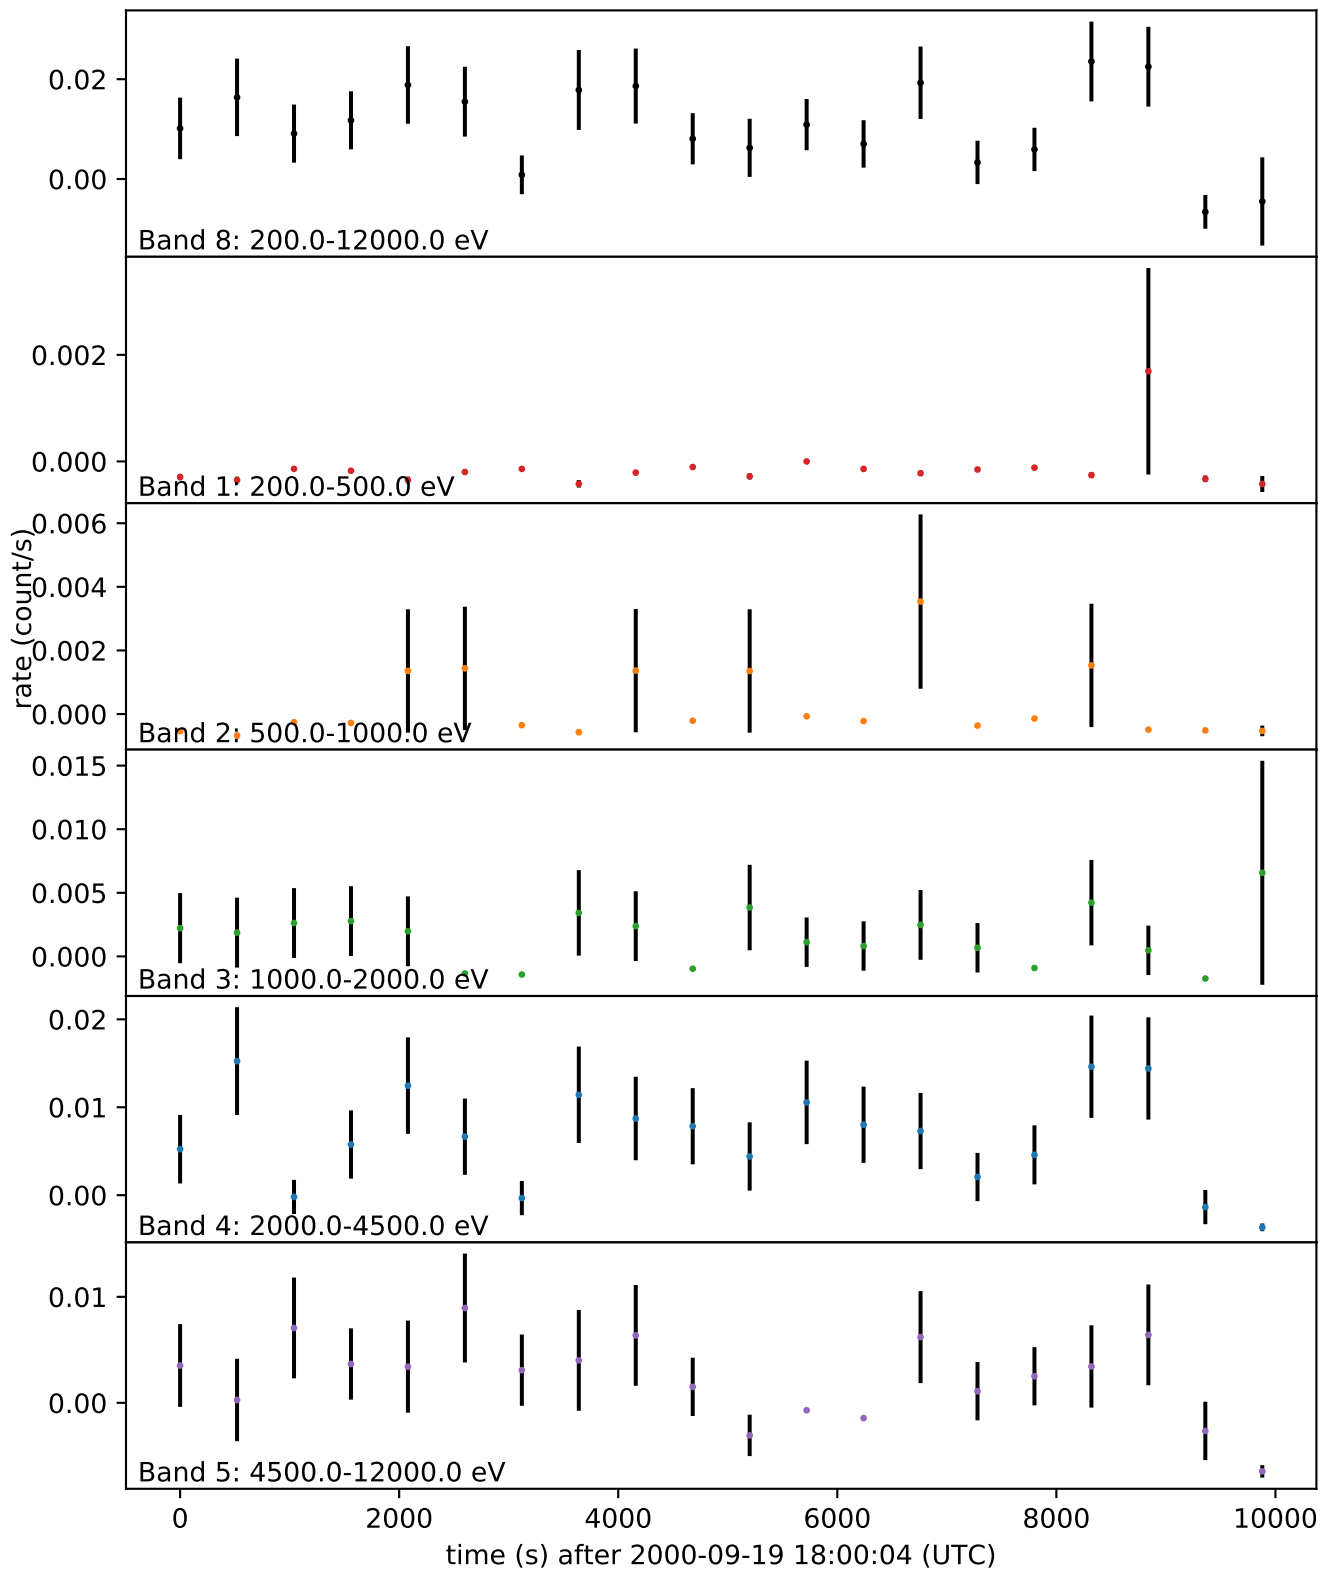 0.02
0.00
Band 8: 200.0-12000.0 eV
0.002
0.000
Band 1: 200.0-500.0 eV
0.006
0.004
0.002
0.000
rate (count/s)
Band 2: 500.0-1000.0 eV
0.015
0.010
0.005
0.000
Band 3: 1000.0-2000.0 eV
0.02
0.01
0.00
Band 4: 2000.0-4500.0 eV
0.01
0.00
Band 5: 4500.0-12000.0 eV
0 2000 4000 6000 8000 10000
time (s) after 2000-09-19 18:00:04 (UTC)